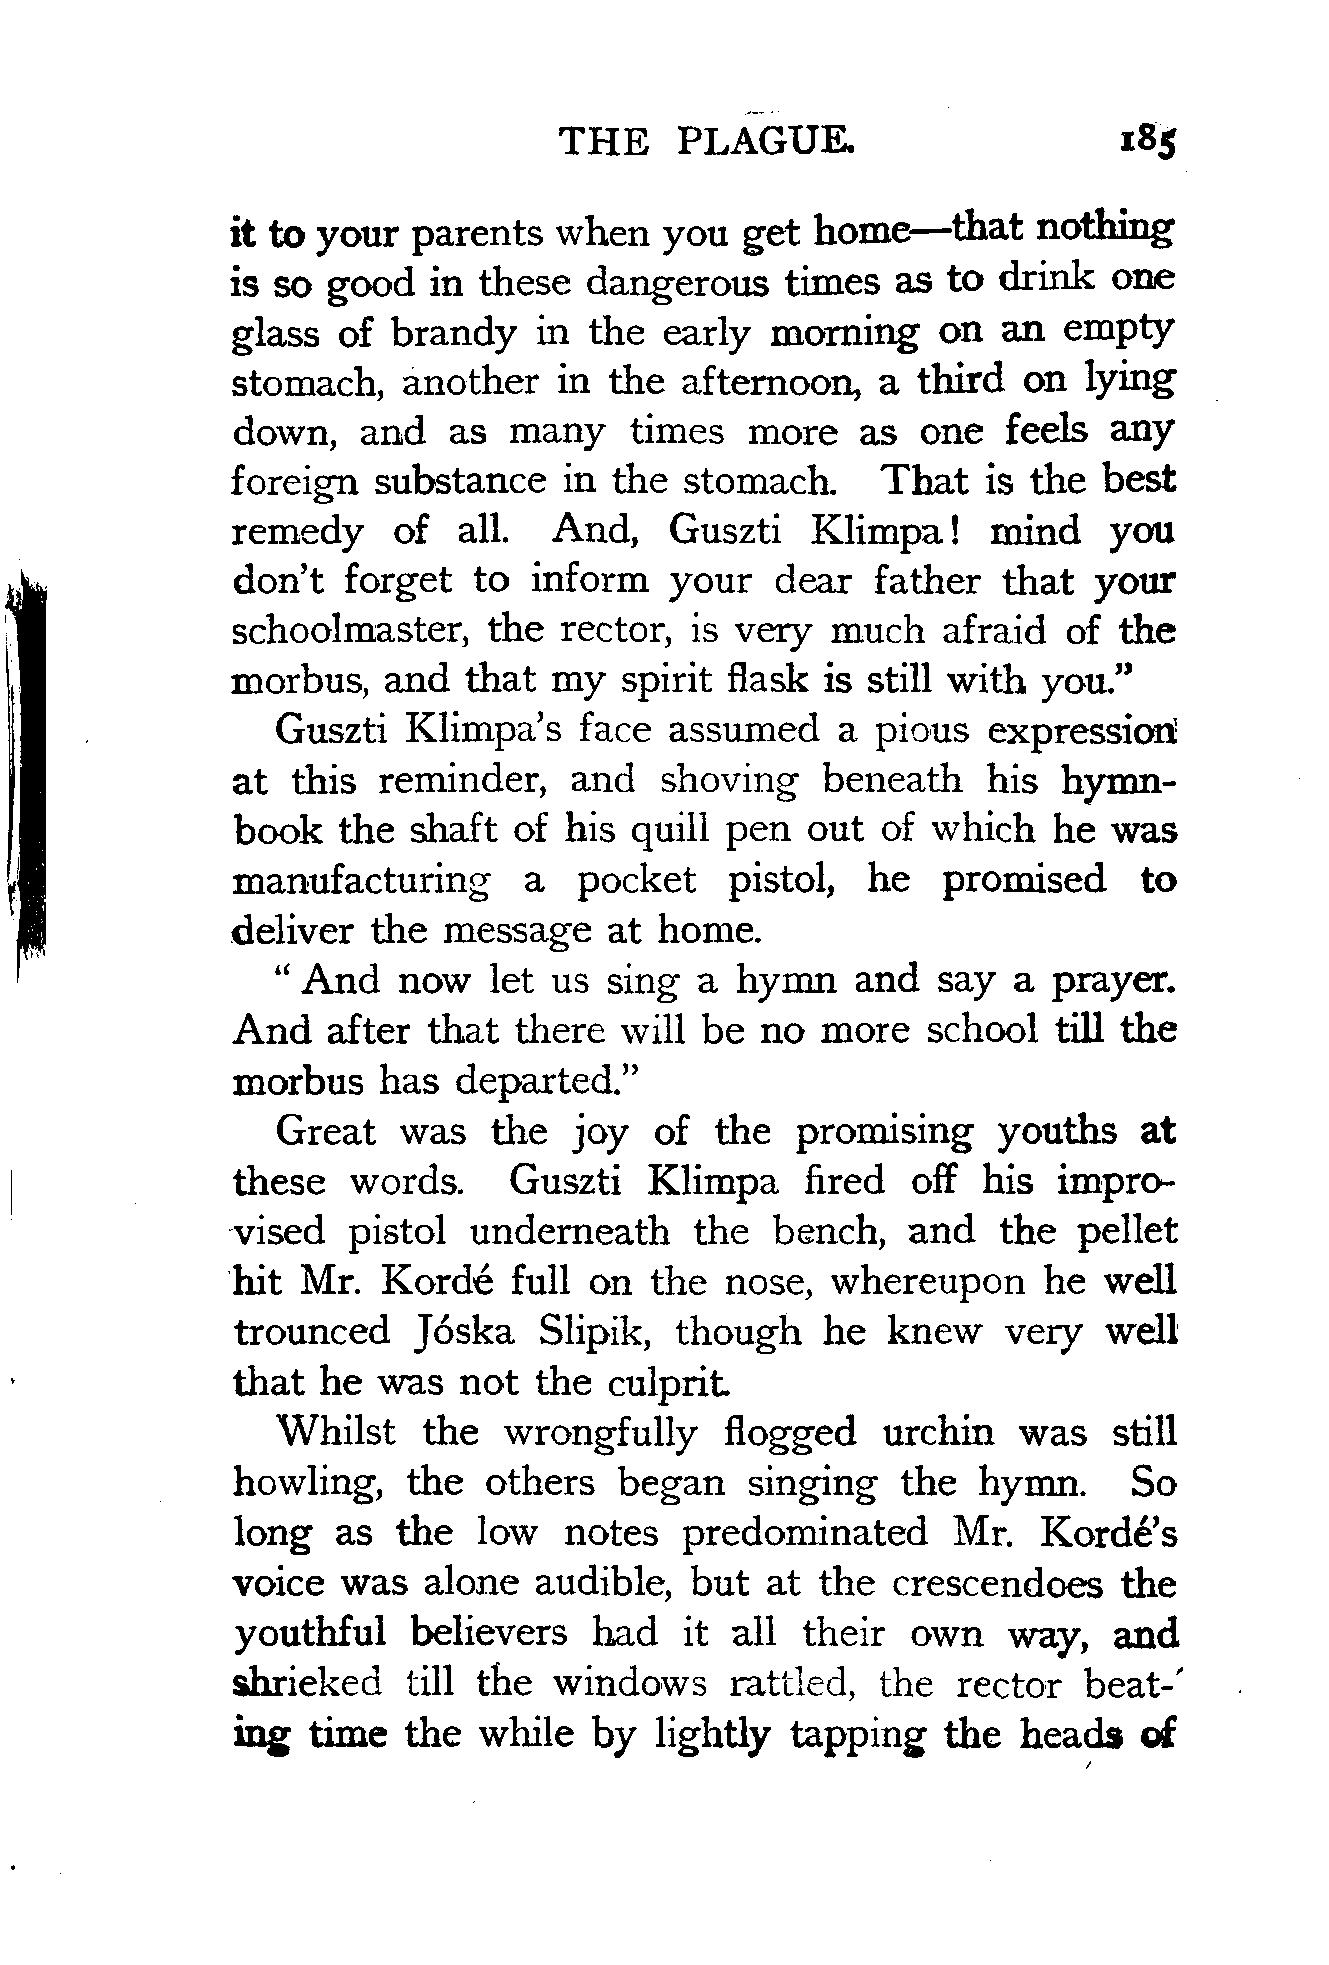 THE PLAGUE. 185
it to your parents when you get home—that nothing
is so good in these dangerous times as to drink one
glass of brandy in the early morning on an empty
stomach, another in the afternoon, a third on lying
down, and as many times more as one feels any
foreign substance in the stomach. That is the best
remedy of all. And, Guszti Klimpa! mind you
don't forget to inform your dear father that your
schoolmaster, the rector, is very much afraid of the
morbus, and that my spirit flask is still with you."
Guszti Klimpa's face assumed a pious expression
at this reminder, and shoving beneath his hymn-
book the shaft of his quill pen out of which he was
manufacturing a pocket pistol, he promised to
deliver the message at home.
"And now let us sing a hymn and say a prayer.
And after that there will be no more school till the
morbus has departed."
Great was the joy of the promising youths at
these words. Guszti Klimpa fired off his impro-
vised pistol underneath the bench, and the pellet
hit Mr. Kordé full on the nose, whereupon he well
trounced Jóska Slipik, though he knew very well
that he was not the culprit.
Whilst the wrongfully flogged urchin was still
howling, the others began singing the hymn. So
long as the low notes predominated Mr. Kordé's
voice was alone audible, but at the crescendoes the
youthful believers had it all their own way, and
shrieked till the windows rattled, the rector beat-
ing time the while by lightly tapping the heads of